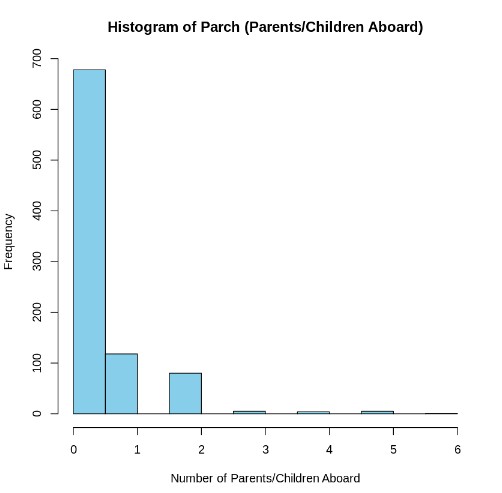 Histogram of Parch (Parents/Children Aboard)
700
600
500
400
300
200
100
0
Frequency
0 1 2 3 4 5 6
Number of Parents/Children Aboard